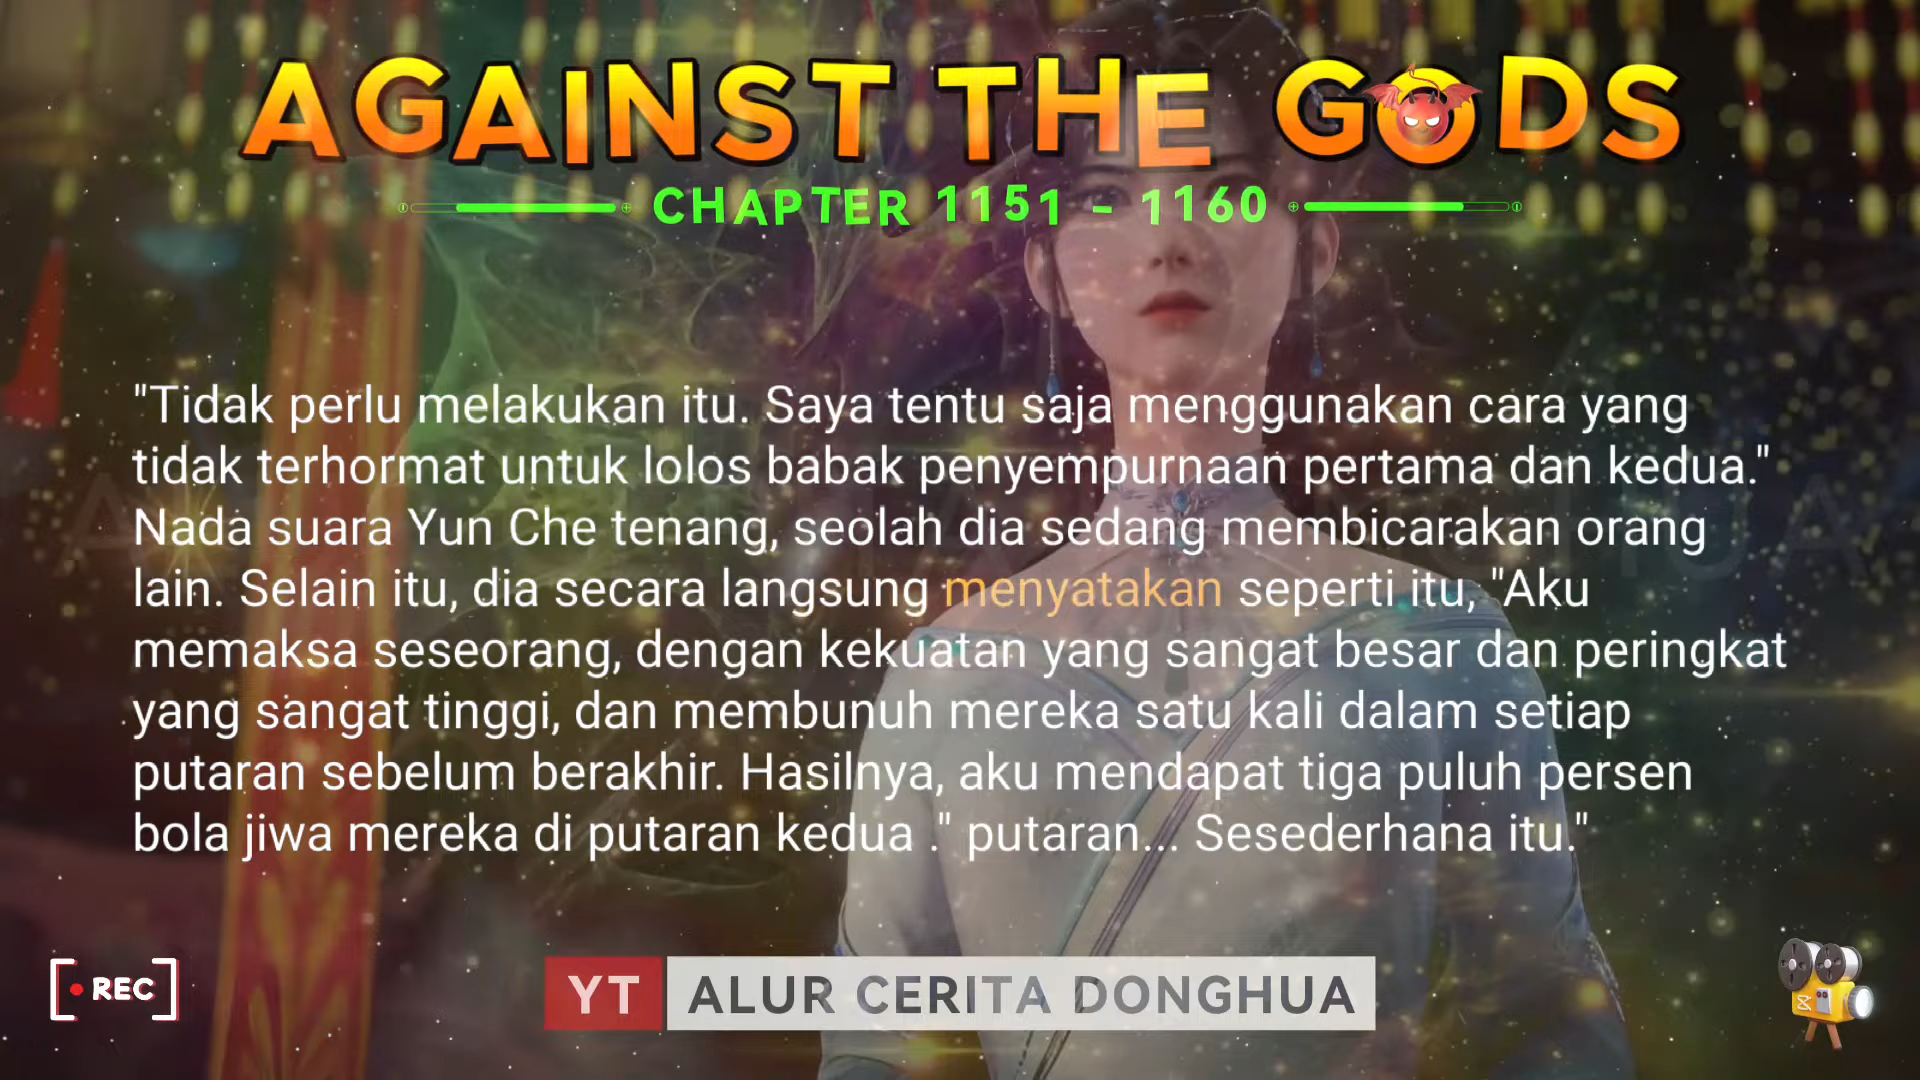 AGAINST THE GODS
CHAPTER 1151 - 1160
"Tidak perlu melakukan itu. Saya tentu saja menggunakan cara yang
tidak terhormat untuk lolos babak penyempurnaan pertama dan kedua."
Nada suara Yun Che tenang, seolah dia sedang membicarakan orang
lain. Selain itu, dia secara langsung menyatakan seperti itu, "Aku
memaksa seseorang, dengan kekuatan yang sangat besar dan peringkat
yang sangat tinggi, dan membunuh mereka satu kali dalam setiap
putaran sebelum berakhir. Hasilnya, aku mendapat tiga puluh persen
bola jiwa mereka di putaran kedua ." putaran... Sesederhana itu."
REC
YT ALUR CERITA DONGHUA